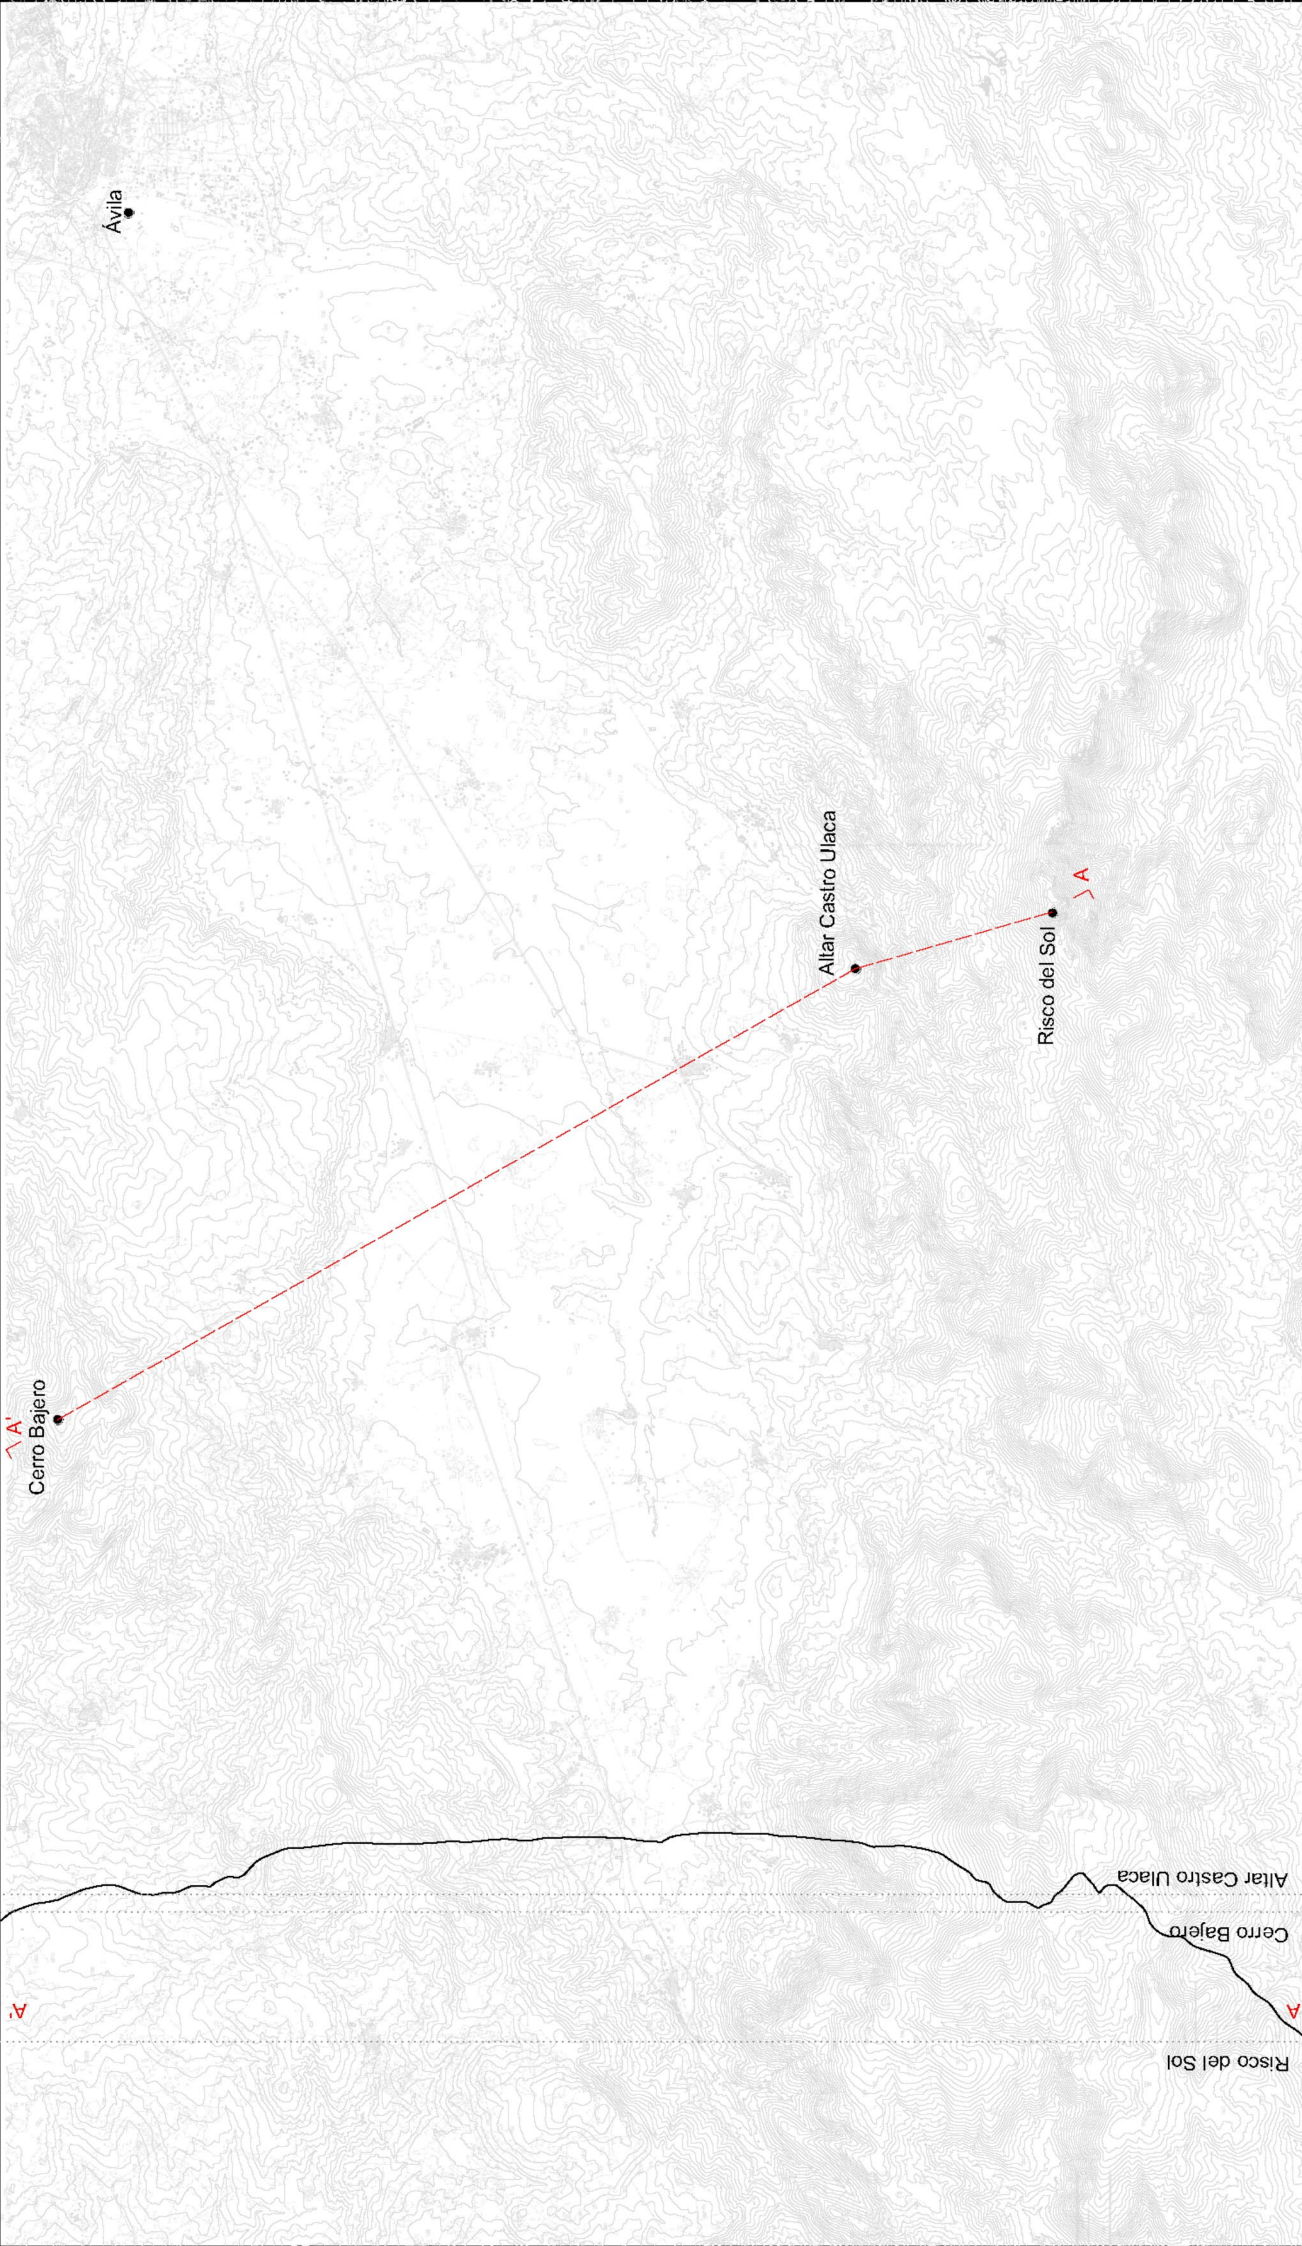 Ávila
Altar Castro Ulaca
A
Risco del Sol
A'
Cerro Bajero
Altar Castro Ulaca
Cerro Bajero
A'
A
Risco del Sol